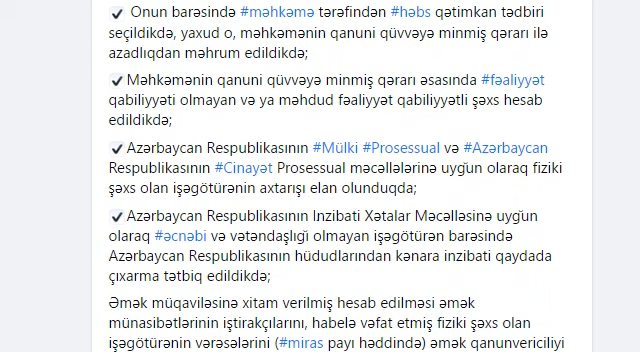 ✔ Onun barəsində #məhkəmə tərəfindən #həbs qətimkan tədbiri
seçildikdə, yaxud o, məhkəmənin qanuni qüvvəyə minmiş qərarı ilə
azadlıqdan məhrum edildikdə;
✔Məhkəmənin qanuni qüvvəyə minmiş qərarı əsasında #fəaliyyət
qabiliyyəti olmayan və ya məhdud fəaliyyət qabiliyyətli şəxs hesab
edildikdə;
✔Azərbaycan Respublikasının #Mülki #Prosessual və #Azərbaycan
Respublikasının #Cinayət Prosessual məcəllələrinə uyğun olaraq fiziki
şəxs olan işəgötürənin axtarışı elan olunduqda;
✔Azərbaycan Respublikasının Inzibati Xətalar Məcəlləsinə uyğun
olaraq #əcnəbi və vətəndaşlığı olmayan işəgötürən barəsində
Azərbaycan Respublikasının hüdudlarından kənara inzibati qaydada
çıxarma tətbiq edildikdə;
Əmək müqaviləsinə xitam verilmiş hesab edilməsi əmək
münasibətlərinin iştirakçılarını, habelə vəfat etmiş fiziki şəxs olan
işəgötürənin vərəsələrini (#miras payı həddində) əmək qanunvericiliyi